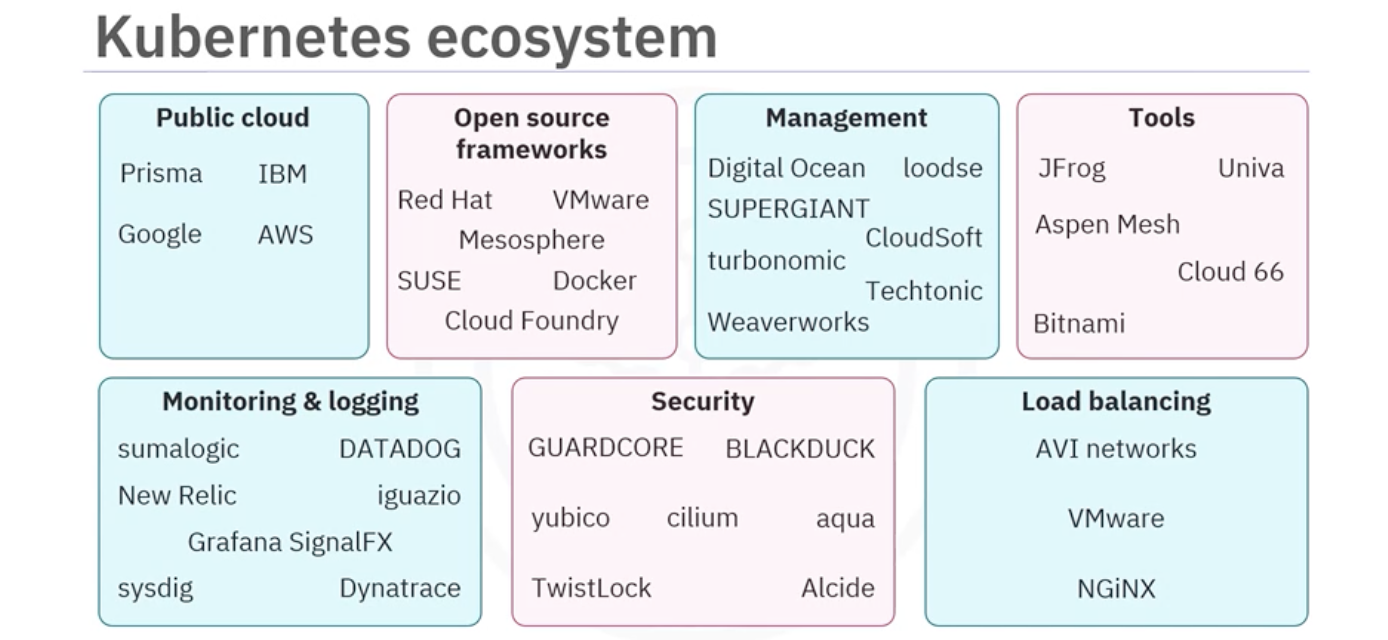 Kubernetes ecosystem
Public cloud
Prisma IBM
Google AWS
Open source
frameworks
Red Hat VMware
Mesosphere
SUSE Docker
Cloud Foundry
Management
Digital Ocean loodse
SUPERGIANT
CloudSoft
turbonomic
Techtonic
Weaverworks
Tools
JFrog Univa
Aspen Mesh
Cloud 66
Bitnami
Monitoring & logging
sumalogic DATADOG
New Relic iguazio
Grafana SignalFX
sysdig Dynatrace
Security
GUARDCORE BLACKDUCK
yubico cilium aqua
TwistLock Alcide
Load balancing
AVI networks
VMware
NGiNX